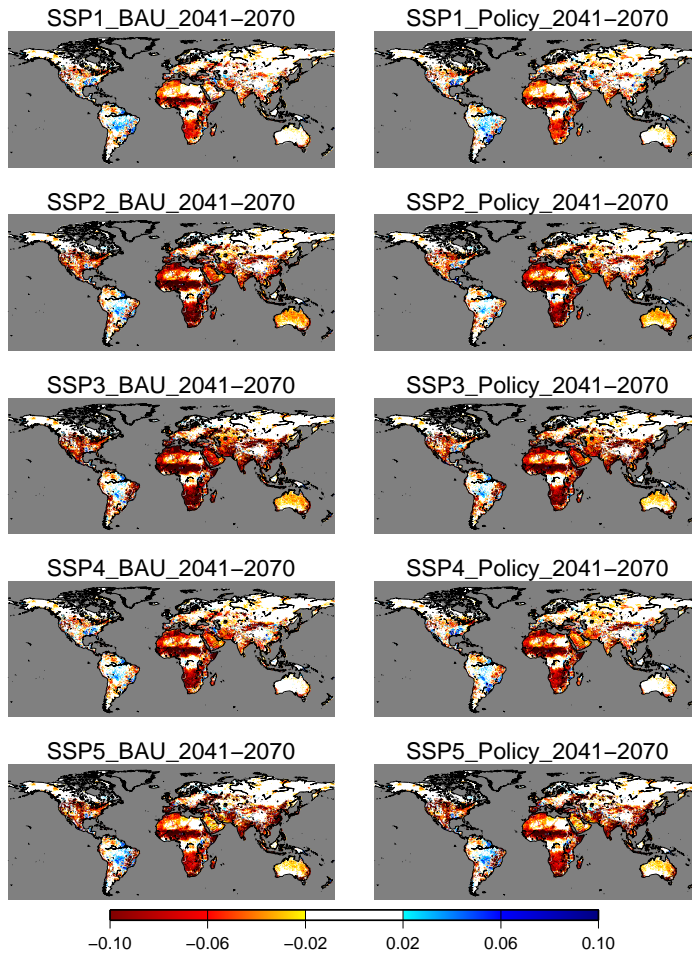 SSP1_BAU_2041−2070
SSP1_Policy_2041−2070
SSP2_BAU_2041−2070
SSP2_Policy_2041−2070
SSP3_BAU_2041−2070
SSP3_Policy_2041−2070
SSP4_BAU_2041−2070
SSP4_Policy_2041−2070
SSP5_BAU_2041−2070
SSP5_Policy_2041−2070
−0.10 −0.06 −0.02 0.02 0.06 0.10